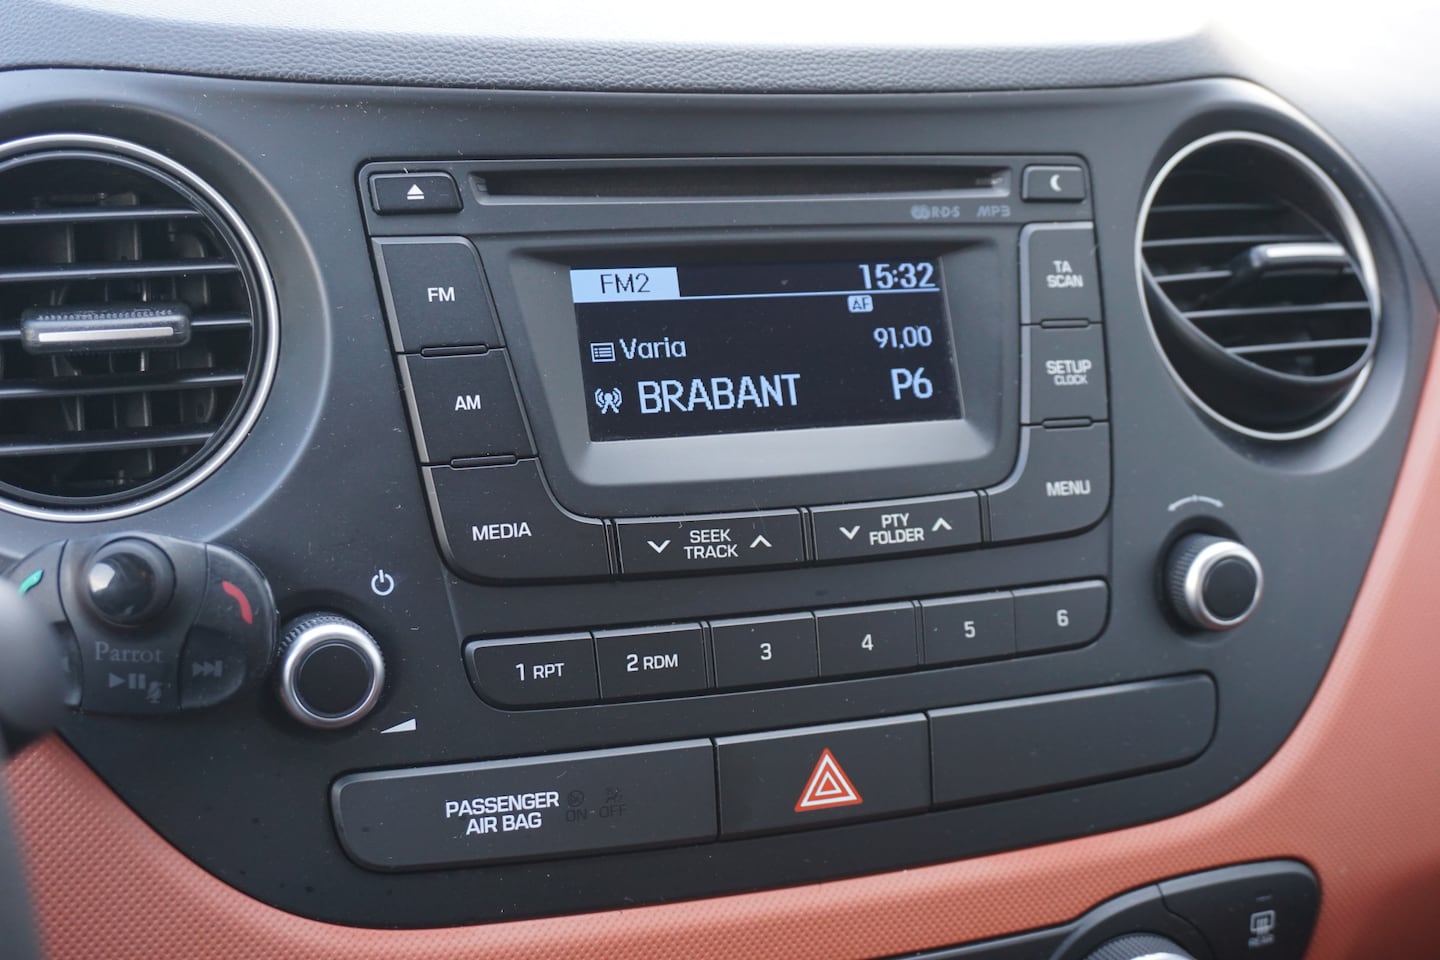 R·D·S MP3
FM
AM
MEDIA
FM2 15:32
AF
Varia 91,00
BRABANT P6
TA
SCAN
SETUP
CLOCK
MENU
SEEK
TRACK
PTY
FOLDER
1 RPT
2 RDM
3
4
5
6
Parrot
PASSENGER
AIR BAG
ON - OFF
REAR